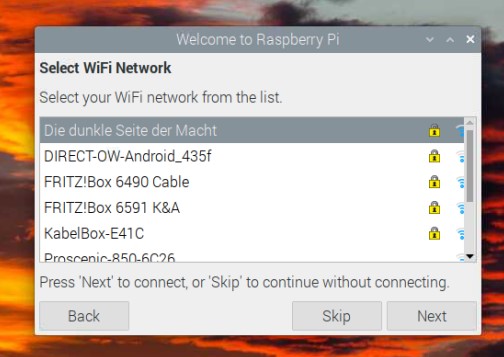 Welcome to Raspberry Pi
Select WiFi Network
Select your WiFi network from the list.
Die dunkle Seite der Macht
DIRECT-OW-Android_435f
FRITZ!Box 6490 Cable
FRITZ!Box 6591 K&A
KabelBox-E41C
Proscenic-850-6C26
Press 'Next' to connect, or 'Skip' to continue without connecting.
Back
Skip
Next